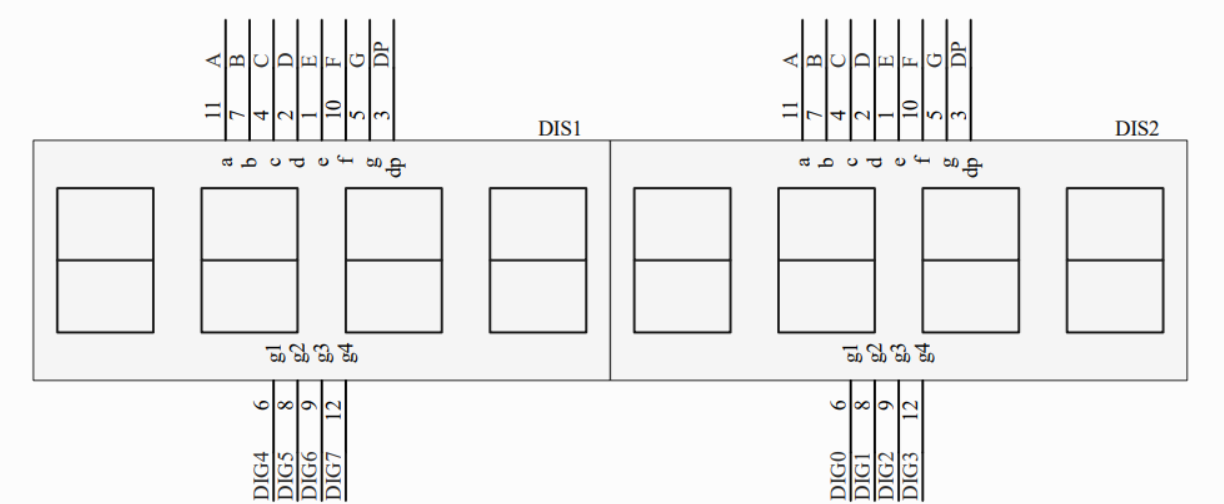 A B C D E F G DP
11 7 4 2 1 10 5 3
DIS1
a b c d e f g dp
g1 g2 g3 g4
6 8 9 12
DIG4 DIG5 DIG6 DIG7
A B C D E F G DP
11 7 4 2 1 10 5 3
DIS2
a b c d e f g dp
g1 g2 g3 g4
6 8 9 12
DIG0 DIG1 DIG2 DIG3